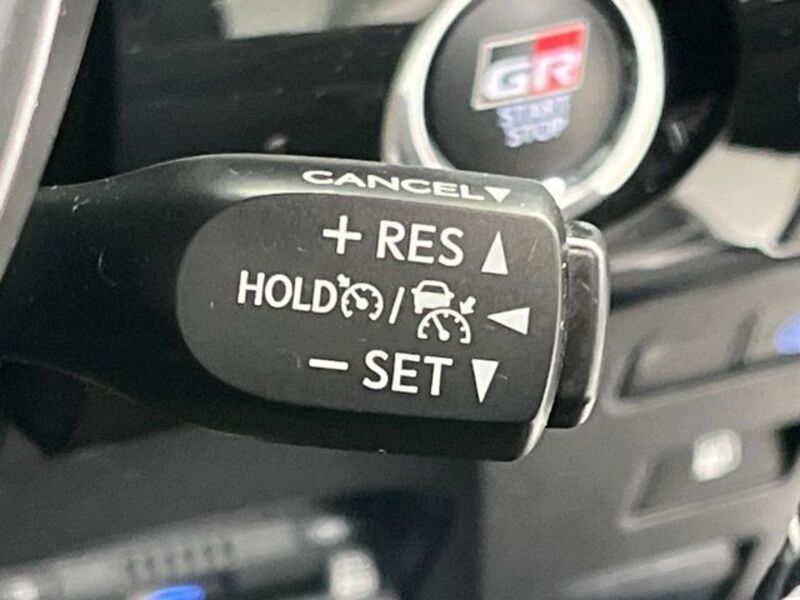 GR
START
STOP
CANCEL
+ RES
HOLD /
- SET